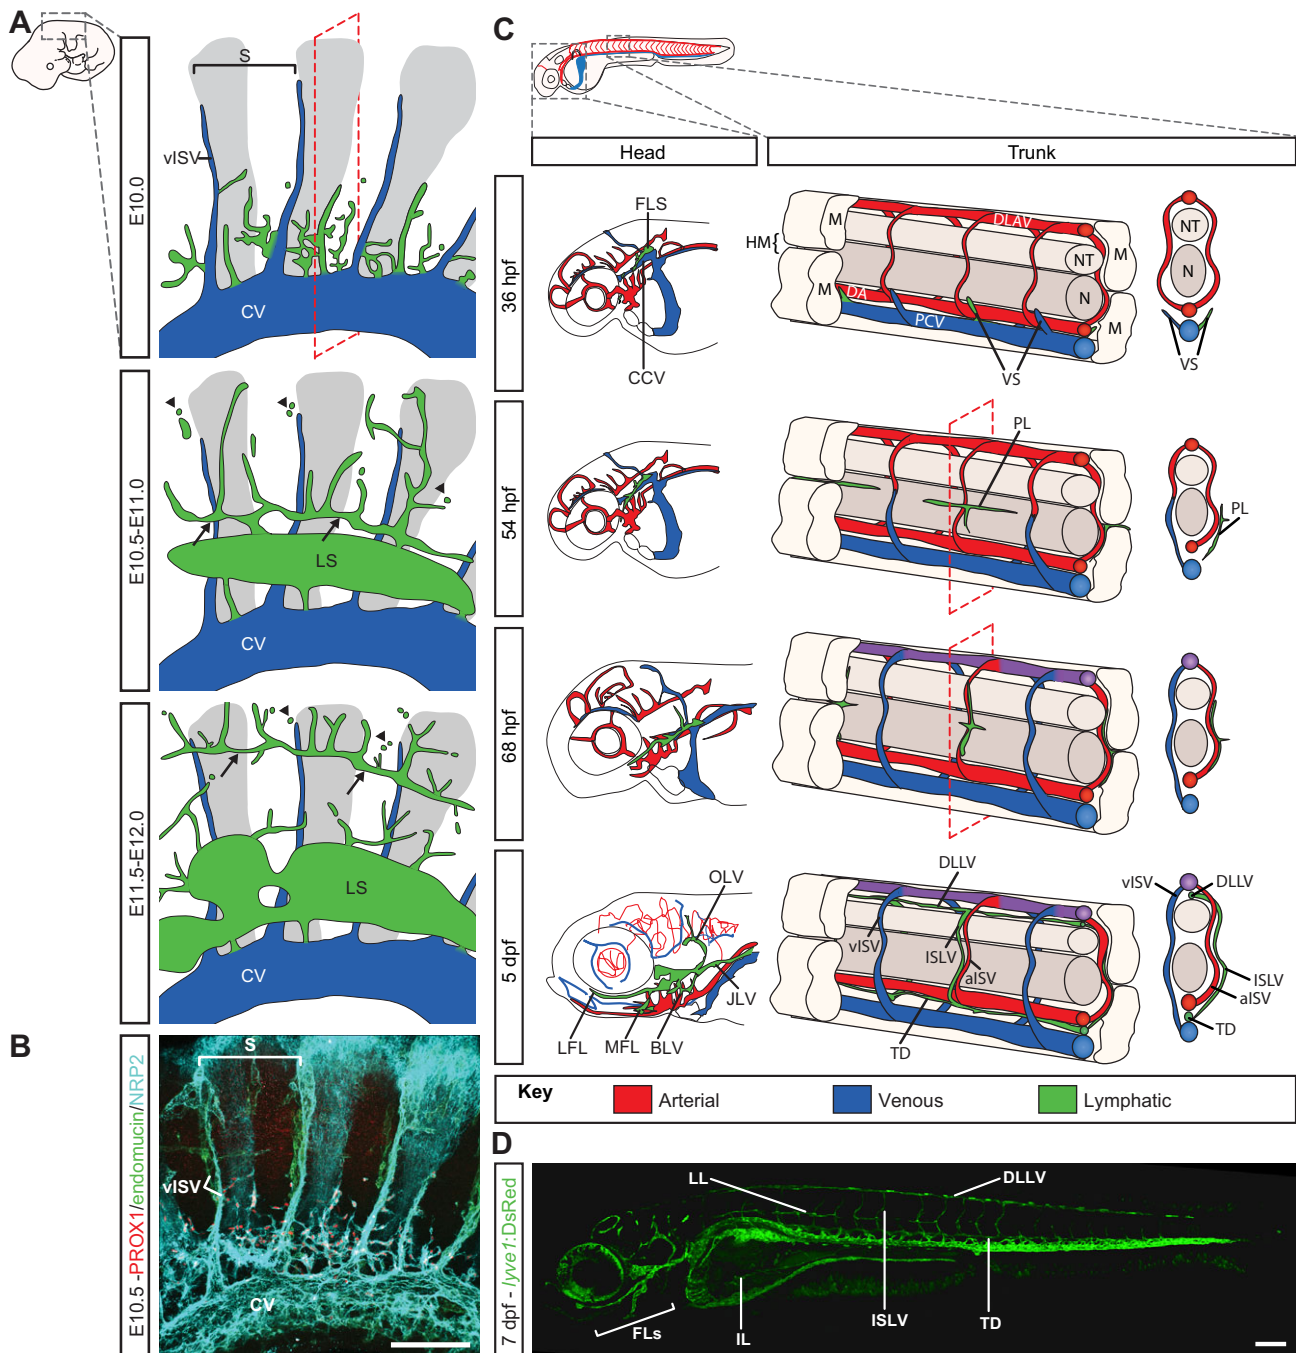 A
S
vISV
CV
E10.0
LS
CV
E10.5-E11.0
LS
CV
E11.5-E12.0
B
S
vISV
CV
E10.5 -PROX1/endomucin/NRP2
C
Head
Trunk
36 hpf
FLS
CCV
HM{
M
M
DLAV
DA
PCV
NT
N
M
M
VS
NT
N
VS
54 hpf
PL
PL
68 hpf
5 dpf
OLV
JLV
LFL
MFL
BLV
DLLV
vISV
ISLV
aISV
TD
vISV
DLLV
ISLV
aISV
TD
Key
Arterial
Venous
Lymphatic
D
7 dpf - lyve1:DsRed
LL
DLLV
FLs
IL
ISLV
TD